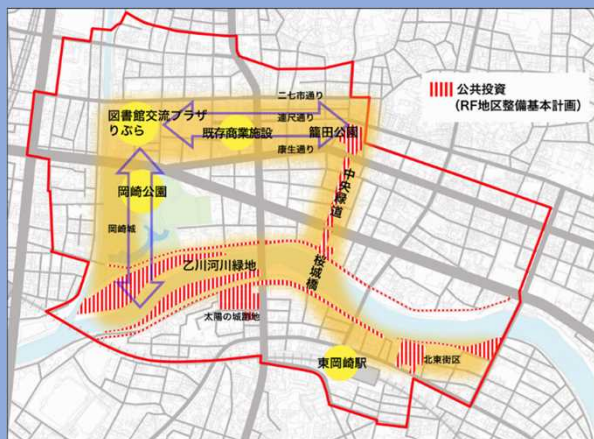 公共投資
(RF地区整備基本計画)
二七市通り
図書館交流プラザ
りぶら
連尺通り
既存商業施設
籠田公園
康生通り
中央緑道
岡崎公園
岡崎城
乙川河川緑地
桜城橋
太陽の城跡地
東岡崎駅
北東街区